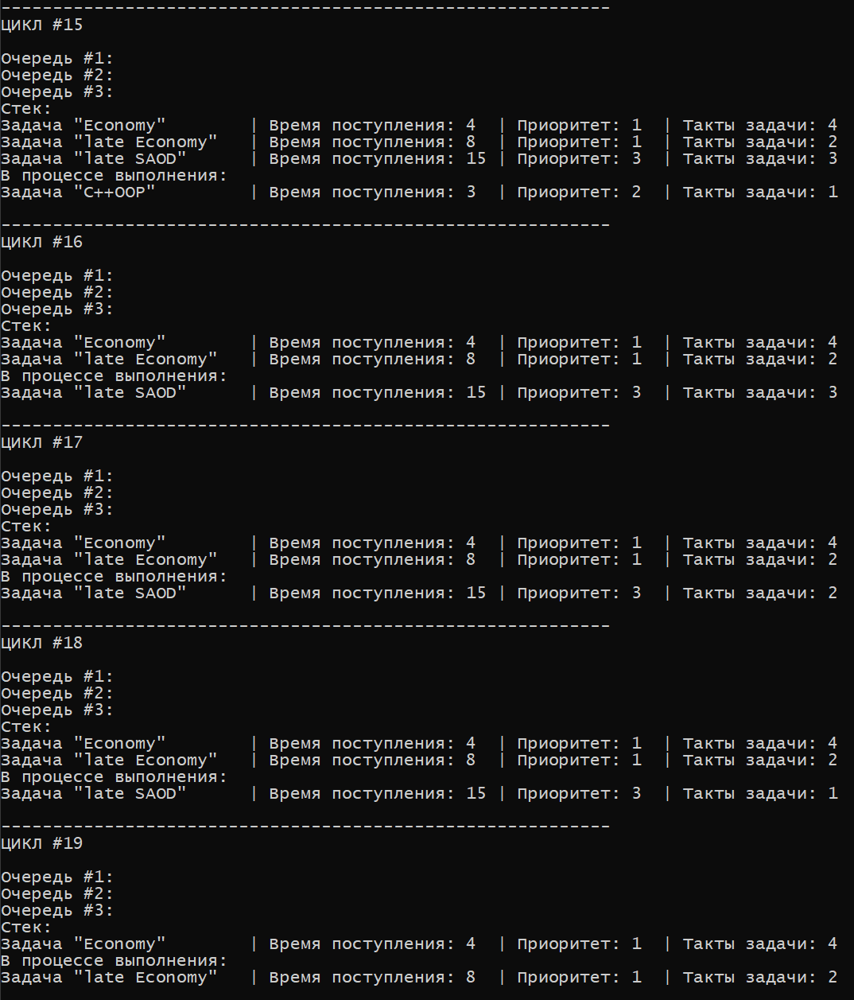 -----------------------------------------------------------
ЦИКЛ #15
Очередь #1:
Очередь #2:
Очередь #3:
Стек:
Задача "Economy" | Время поступления: 4 | Приоритет: 1 | Такты задачи: 4
Задача "late Economy" | Время поступления: 8 | Приоритет: 1 | Такты задачи: 2
Задача "late SAOD" | Время поступления: 15 | Приоритет: 3 | Такты задачи: 3
В процессе выполнения:
Задача "C++OOP" | Время поступления: 3 | Приоритет: 2 | Такты задачи: 1
-----------------------------------------------------------
ЦИКЛ #16
Очередь #1:
Очередь #2:
Очередь #3:
Стек:
Задача "Economy" | Время поступления: 4 | Приоритет: 1 | Такты задачи: 4
Задача "late Economy" | Время поступления: 8 | Приоритет: 1 | Такты задачи: 2
В процессе выполнения:
Задача "late SAOD" | Время поступления: 15 | Приоритет: 3 | Такты задачи: 3
-----------------------------------------------------------
ЦИКЛ #17
Очередь #1:
Очередь #2:
Очередь #3:
Стек:
Задача "Economy" | Время поступления: 4 | Приоритет: 1 | Такты задачи: 4
Задача "late Economy" | Время поступления: 8 | Приоритет: 1 | Такты задачи: 2
В процессе выполнения:
Задача "late SAOD" | Время поступления: 15 | Приоритет: 3 | Такты задачи: 2
-----------------------------------------------------------
ЦИКЛ #18
Очередь #1:
Очередь #2:
Очередь #3:
Стек:
Задача "Economy" | Время поступления: 4 | Приоритет: 1 | Такты задачи: 4
Задача "late Economy" | Время поступления: 8 | Приоритет: 1 | Такты задачи: 2
В процессе выполнения:
Задача "late SAOD" | Время поступления: 15 | Приоритет: 3 | Такты задачи: 1
-----------------------------------------------------------
ЦИКЛ #19
Очередь #1:
Очередь #2:
Очередь #3:
Стек:
Задача "Economy" | Время поступления: 4 | Приоритет: 1 | Такты задачи: 4
В процессе выполнения:
Задача "late Economy" | Время поступления: 8 | Приоритет: 1 | Такты задачи: 2